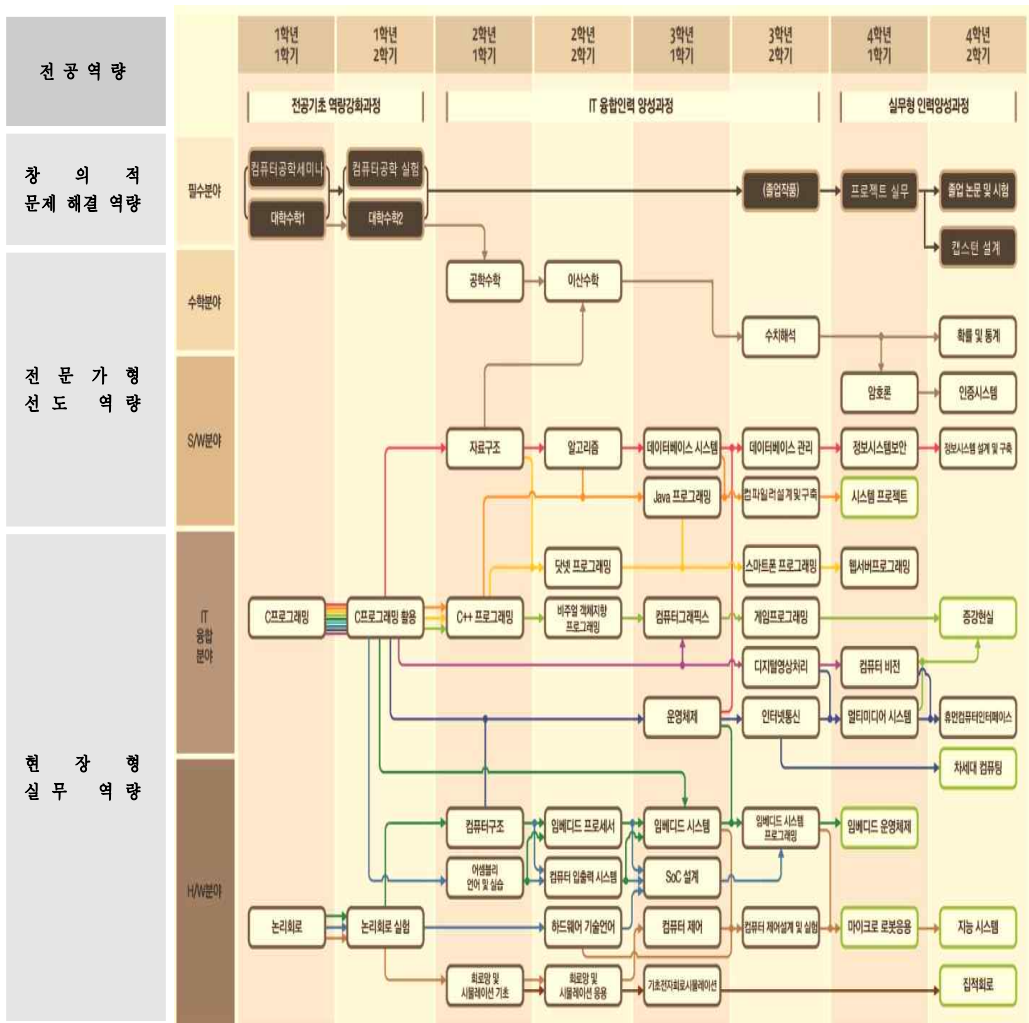 전 공 역 량
1학년
1학기
1학년
2학기
2학년
1학기
2학년
2학기
3학년
1학기
3학년
2학기
4학년
1학기
4학년
2학기
전공기초 역량강화과정
IT 융합인력 양성과정
실무형 인력양성과정
창 의 적
문제 해결 역량
필수분야
컴퓨터공학세미나
컴퓨터공학 실험
대학수학1
대학수학2
(졸업작품)
프로젝트 실무
졸업 논문 및 시험
캡스턴 설계
전 문 가 형
선 도 역 량
수학분야
공학수학
이산수학
수치해석
확률 및 통계
암호론
인증시스템
S/W분야
자료구조
알고리즘
데이터베이스 시스템
데이터베이스 관리
정보시스템보안
정보시스템 설계 및 구축
Java 프로그래밍
컴파일러설계및구축
시스템 프로젝트
현 장 형
실 무 역 량
IT
융합
분야
닷넷 프로그래밍
스마트폰 프로그래밍
웹서버프로그래밍
C프로그래밍
C프로그래밍 활용
C++ 프로그래밍
비주얼 객체지향
프로그래밍
컴퓨터그래픽스
게임프로그래밍
증강현실
디지털영상처리
컴퓨터 비전
운영체제
인터넷통신
멀티미디어 시스템
휴먼컴퓨터인터페이스
차세대 컴퓨팅
H/W분야
컴퓨터구조
임베디드 프로세서
임베디드 시스템
임베디드 시스템
프로그래밍
임베디드 운영체제
어셈블리
언어 및 실습
컴퓨터 입출력 시스템
SoC 설계
논리회로
논리회로 실험
하드웨어 기술언어
컴퓨터 제어
컴퓨터 제어설계 및 실험
마이크로 로봇응용
지능 시스템
회로망 및
시뮬레이션 기초
회로망 및
시뮬레이션 응용
기초전자회로시뮬레이션
집적회로